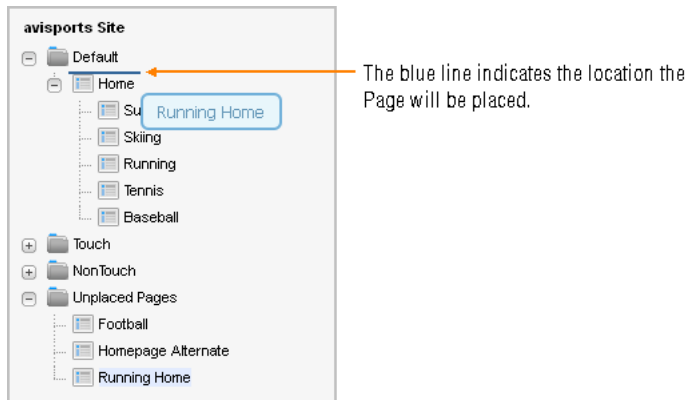 avisports Site
Default
Home
Su
Running Home
Skiing
Running
Tennis
Baseball
Touch
NonTouch
Unplaced Pages
Football
Homepage Alternate
Running Home
The blue line indicates the location the
Page will be placed.